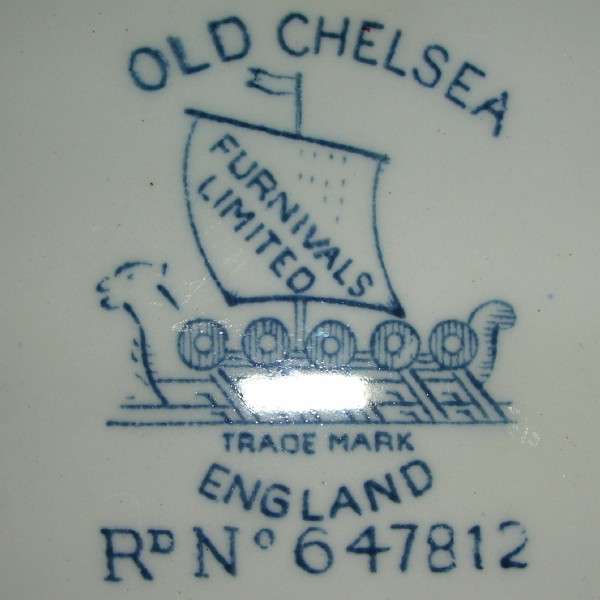 OLD CHELSEA
FURNIVALS
LIMITED
TRADE MARK
ENGLAND
RD No 647812